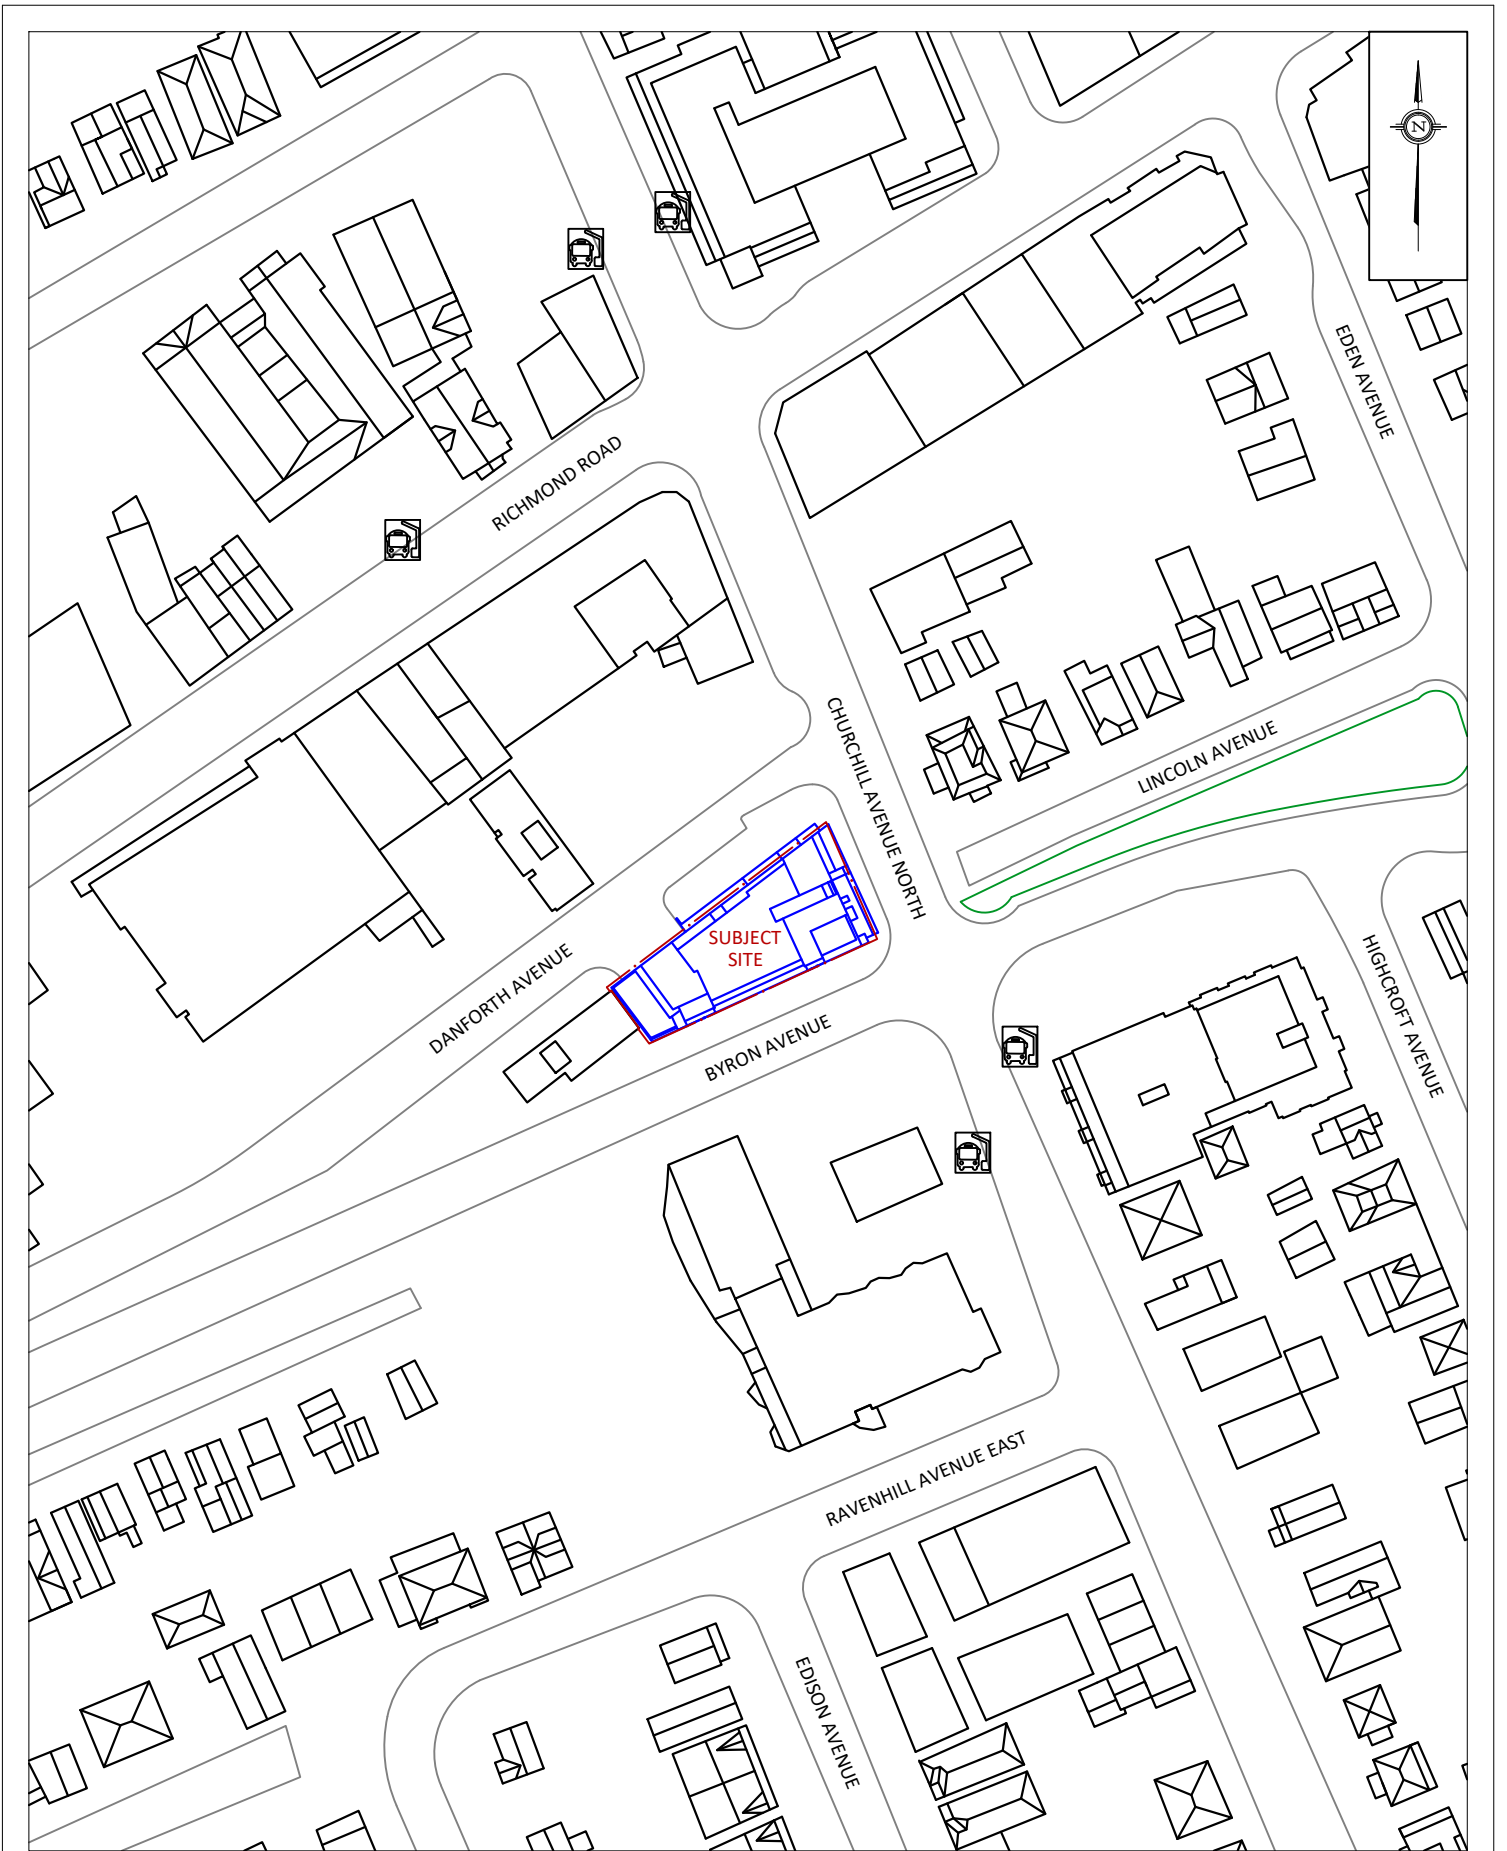 N
EDEN AVENUE
RICHMOND ROAD
CHURCHILL AVENUE NORTH
LINCOLN AVENUE
SUBJECT
SITE
DANFORTH AVENUE
HIGHCROFT AVENUE
BYRON AVENUE
RAVENHILL AVENUE EAST
EDISON AVENUE